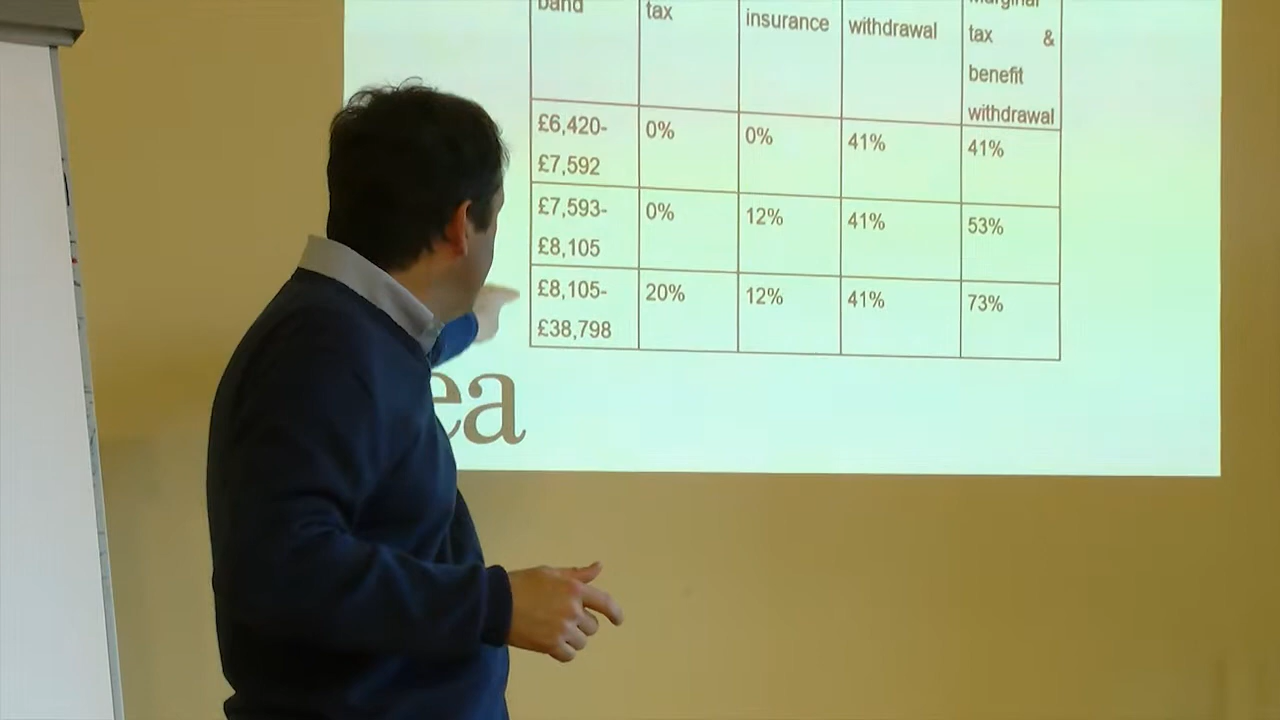 band
tax
insurance
withdrawal
marginal
tax &
benefit
withdrawal
£6,420-
£7,592
0%
0%
41%
41%
£7,593-
£8,105
0%
12%
41%
53%
£8,105-
£38,798
20%
12%
41%
73%
ea